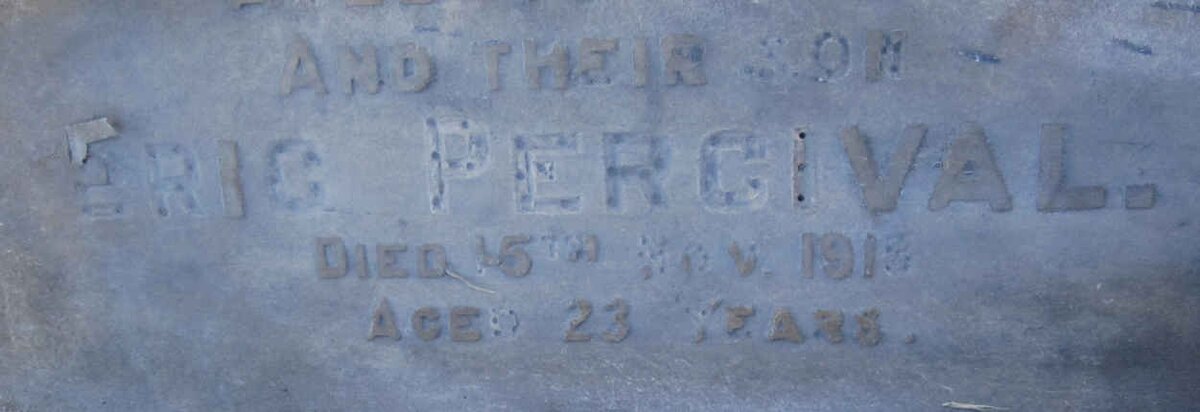 AND THEIR SON
ERIC PERCIVAL.
DIED 15TH NOV. 1918
AGED 23 YEARS.